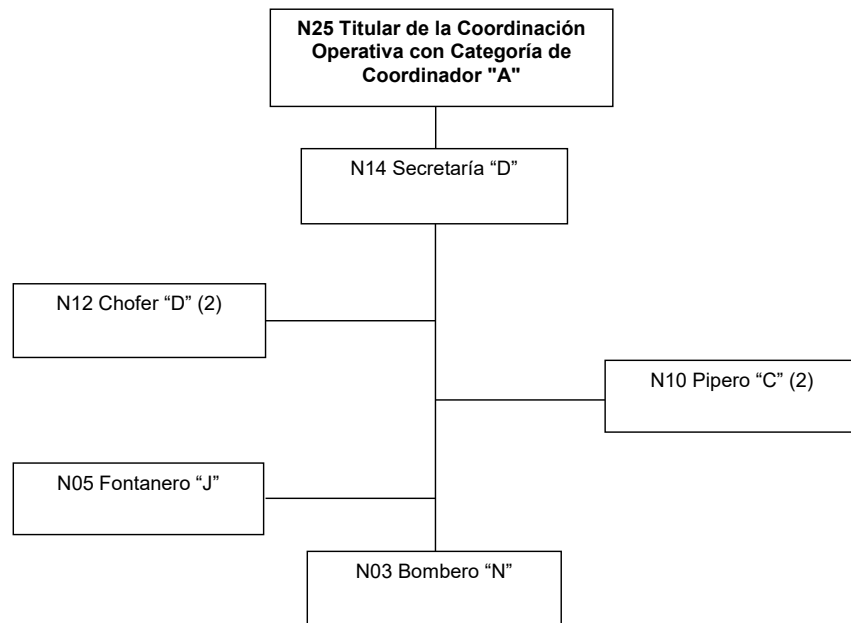 N25 Titular de la Coordinación
Operativa con Categoría de
Coordinador "A"
N14 Secretaría “D”
N12 Chofer “D” (2)
N10 Pipero “C” (2)
N05 Fontanero “J”
N03 Bombero “N”